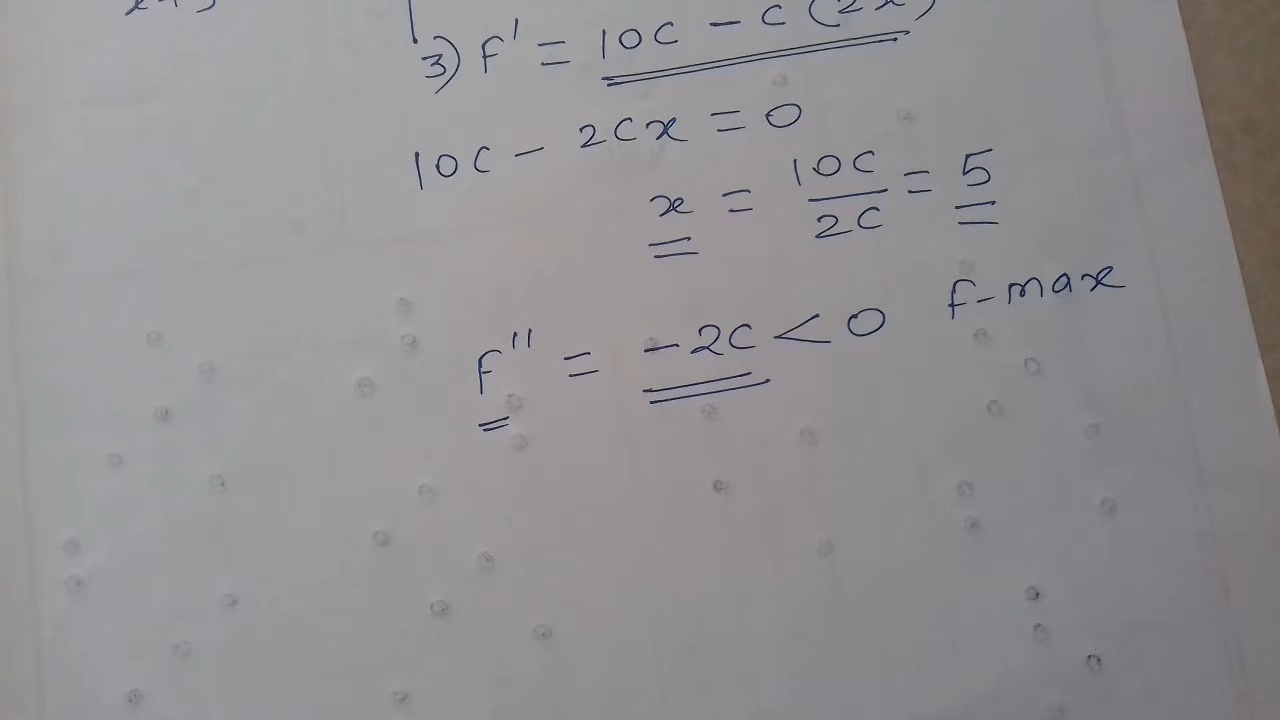 3) f' = 10c - c(2x)
10c - 2cx = 0
x = 10c/2c = 5
f'' = -2c < 0 f-max